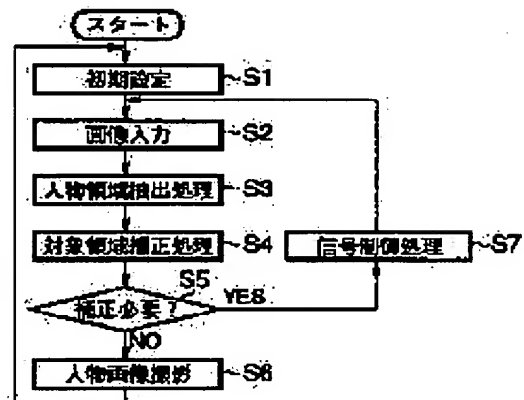 スタート
初期設定 S1
画像入力 S2
人物領域抽出処理 S3
対象領域補正処理 S4
信号制御処理 S7
S5
補正必要？ YES
NO
人物画像撮影 S6